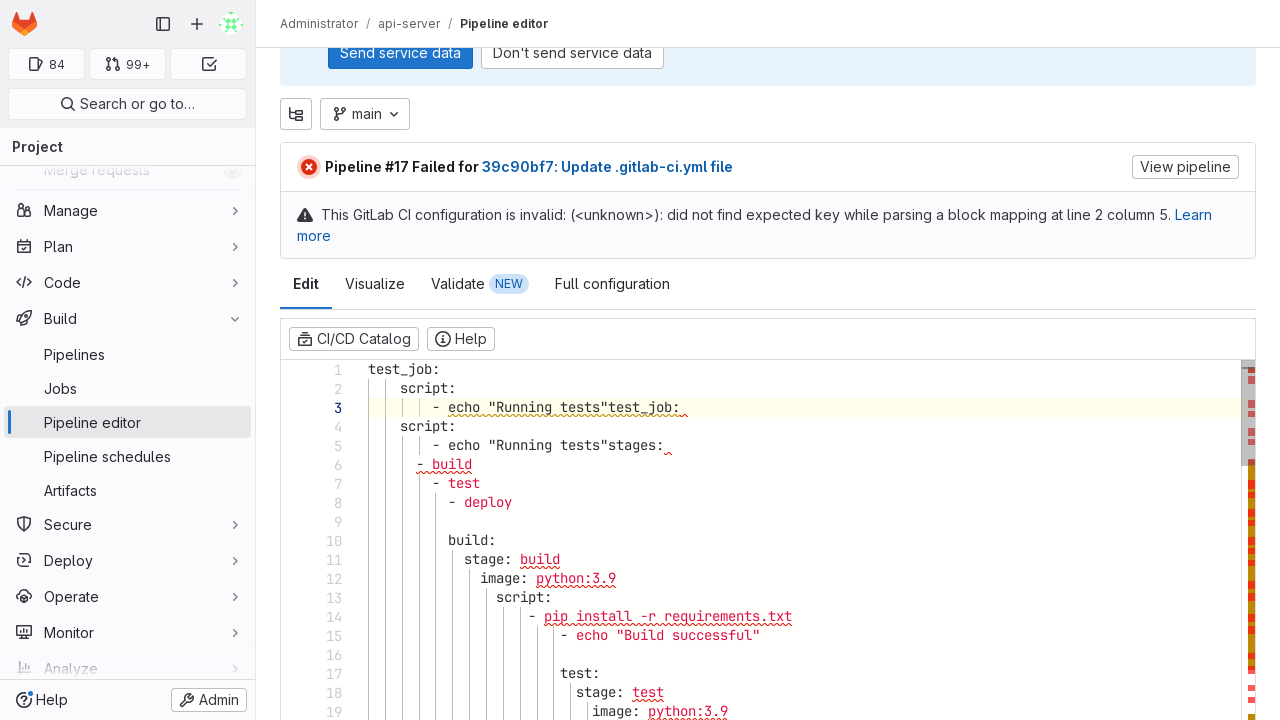 Administrator / api-server / Pipeline editor
Send service data Don't send service data
84 99+
Search or go to…
Project
Merge requests
Manage
Plan
Code
Build
Pipelines
Jobs
Pipeline editor
Pipeline schedules
Artifacts
Secure
Deploy
Operate
Monitor
Analyze
Help Admin
main
Pipeline #17 Failed for 39c90bf7: Update .gitlab-ci.yml file View pipeline
This GitLab CI configuration is invalid: (<unknown>): did not find expected key while parsing a block mapping at line 2 column 5. Learn
more
Edit Visualize Validate NEW Full configuration
CI/CD Catalog Help
1 test_job:
2 script:
3 - echo "Running tests"test_job:
4 script:
5 - echo "Running tests"stages:
6 - build
7 - test
8 - deploy
9
10 build:
11 stage: build
12 image: python:3.9
13 script:
14 - pip install -r requirements.txt
15 - echo "Build successful"
16
17 test:
18 stage: test
19 image: python:3.9